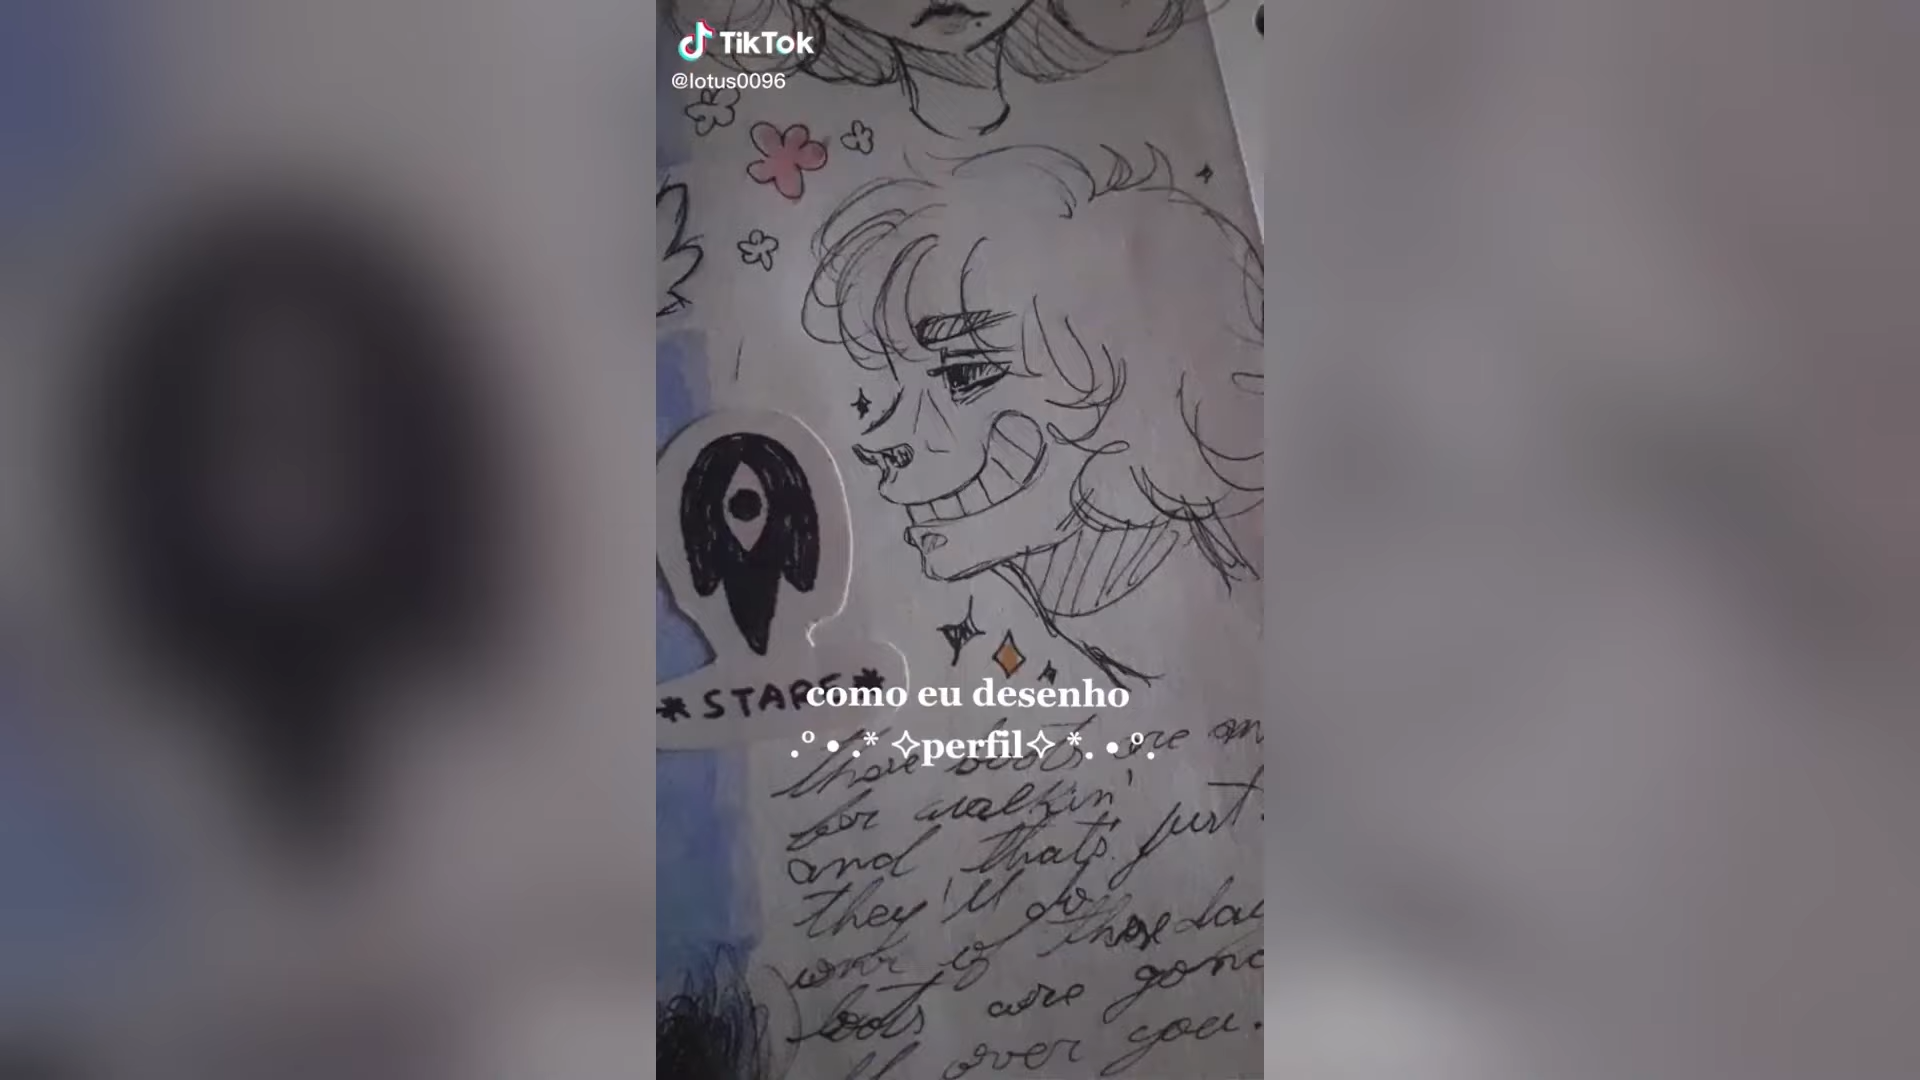 TikTok
@lotus0096
*STARE*
como eu desenho
.° • .* ✧perfil✧ *. • °.
these boots are
for walkin'
and that's just
they'll do
one of these
boots are gonna
over you.